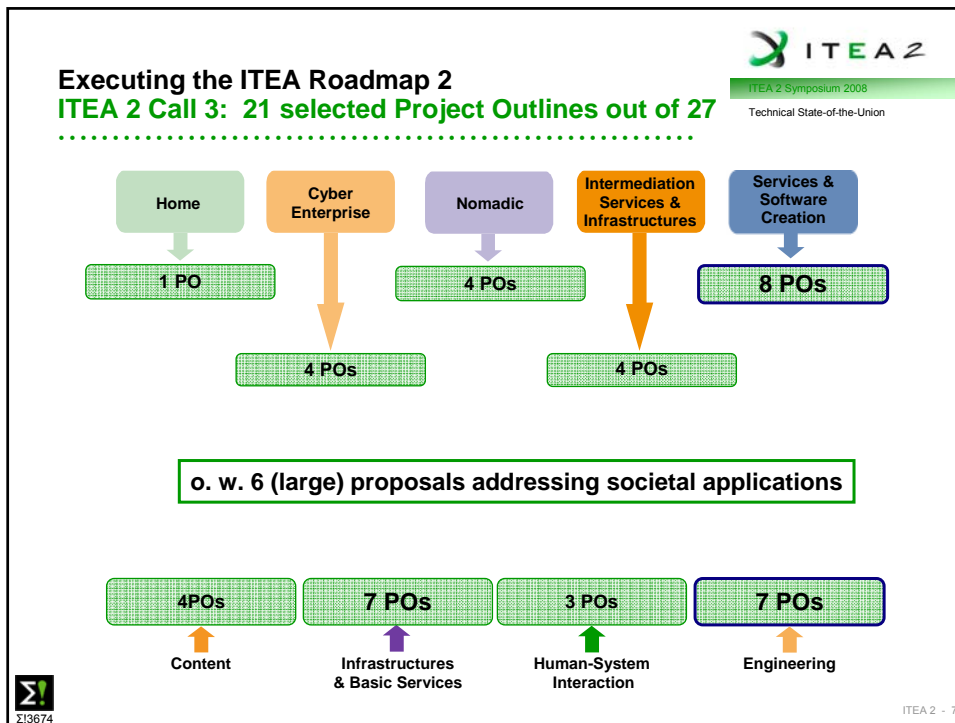 ITEA2
Executing the ITEA Roadmap 2
ITEA 2 Call 3: 21 selected Project Outlines out of 27
ITEA 2 Symposium 2008
Technical State-of-the-Union
Home
Cyber
Enterprise
Nomadic
Intermediation
Services &
Infrastructures
Services &
Software
Creation
1 PO
4 POs
8 POs
4 POs
4 POs
o. w. 6 (large) proposals addressing societal applications
4POs
7 POs
3 POs
7 POs
Content
Infrastructures
& Basic Services
Human-System
Interaction
Engineering
Σ!
Σ!3674
ITEA 2 - 7